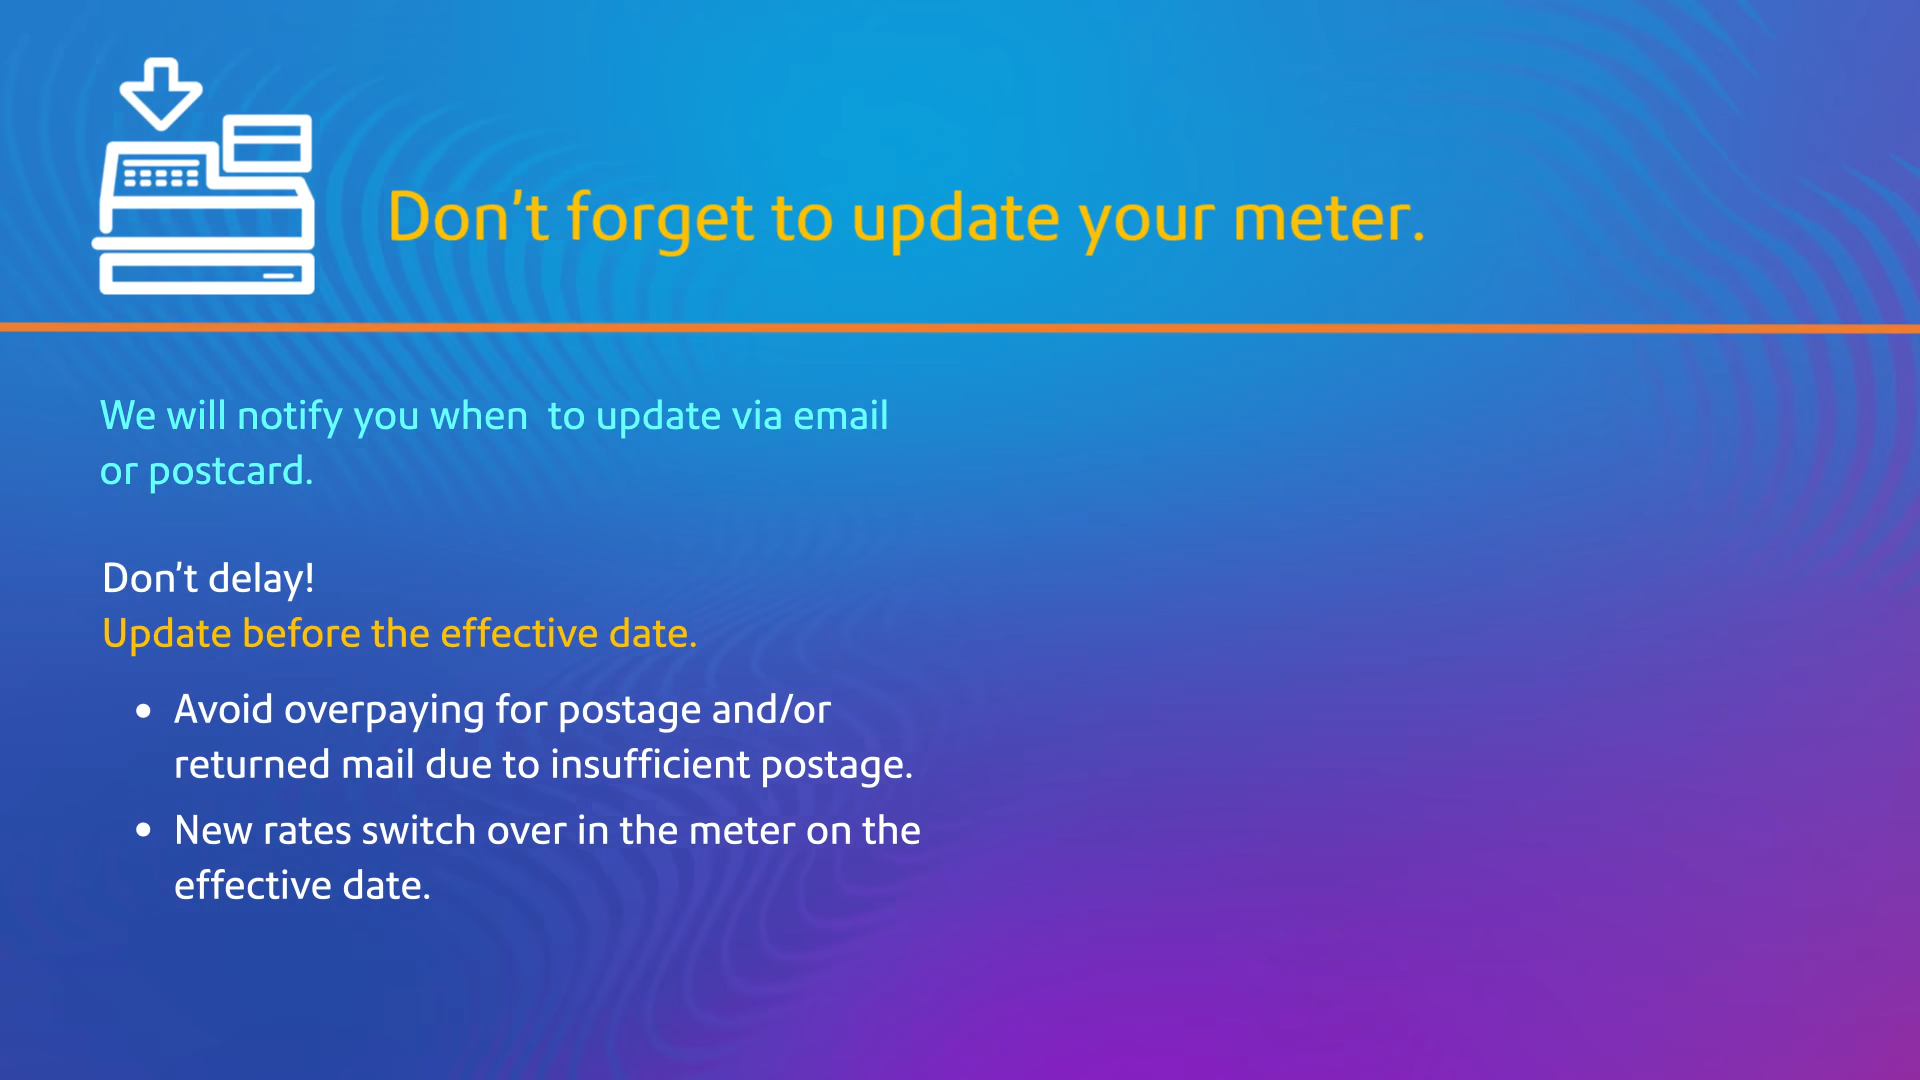 Don't forget to update your meter.
We will notify you when  to update via email
or postcard.
Don't delay!
Update before the effective date.
• Avoid overpaying for postage and/or
returned mail due to insufficient postage.
• New rates switch over in the meter on the
effective date.